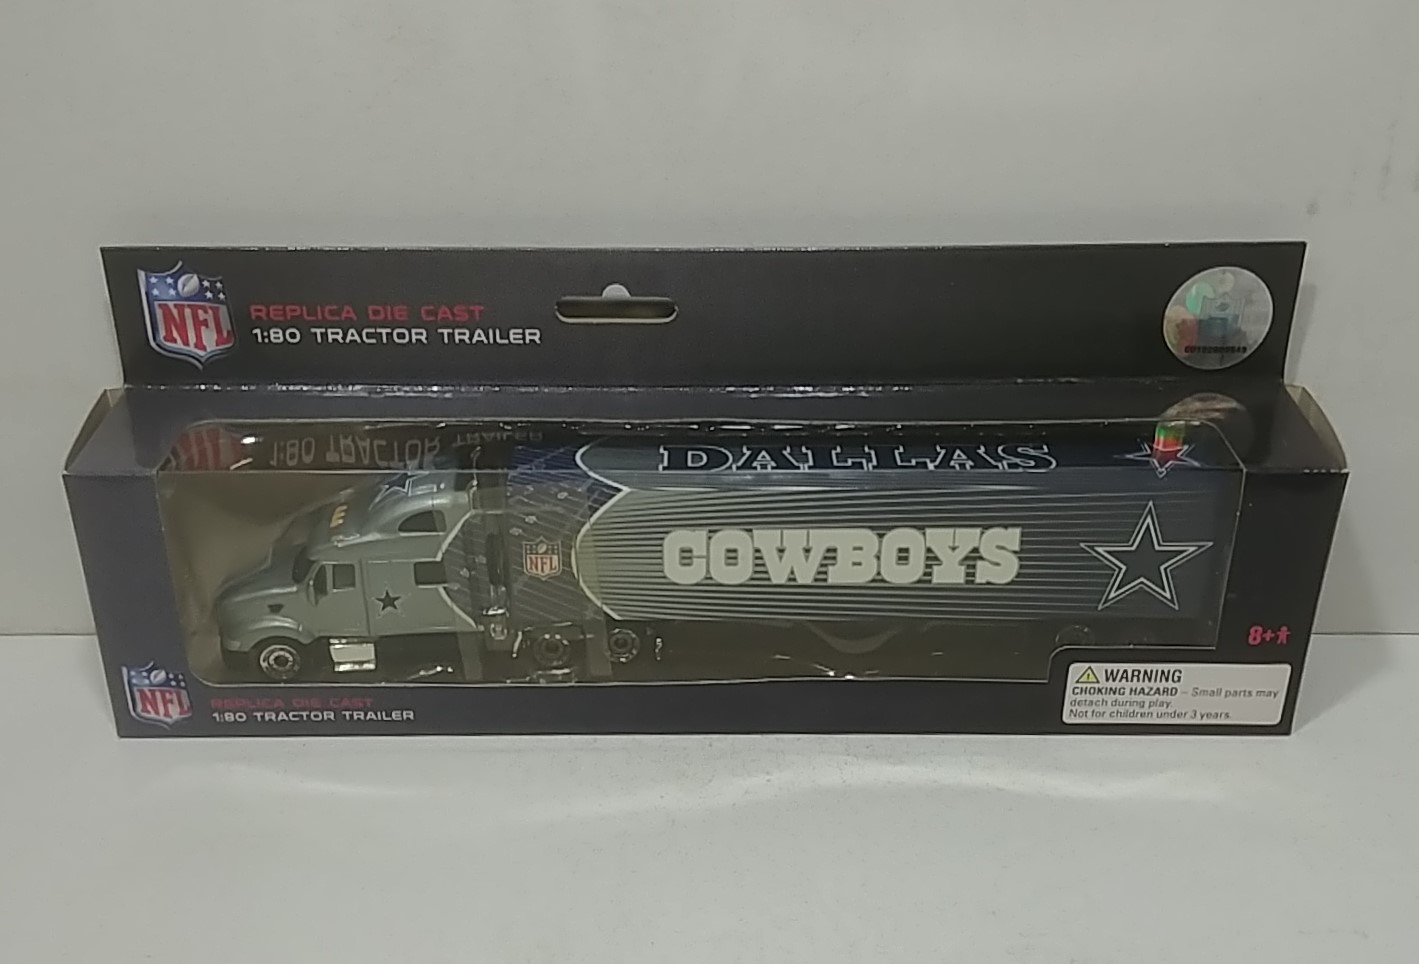 NFL
REPLICA DIE CAST
1:80 TRACTOR TRAILER
1:80 TRACTOR TRAILER
DALLAS
COWBOYS
NFL
8+
NFL
REPLICA DIE CAST
1:80 TRACTOR TRAILER
WARNING
CHOKING HAZARD – Small parts may
detach during play.
Not for children under 3 years.